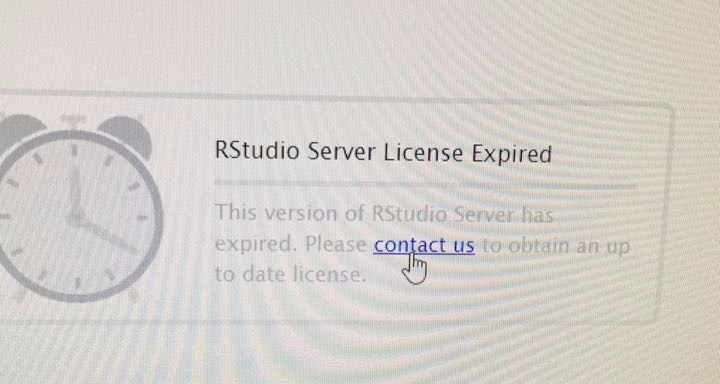 RStudio Server License Expired
This version of RStudio Server has
expired. Please contact us to obtain an up
to date license.